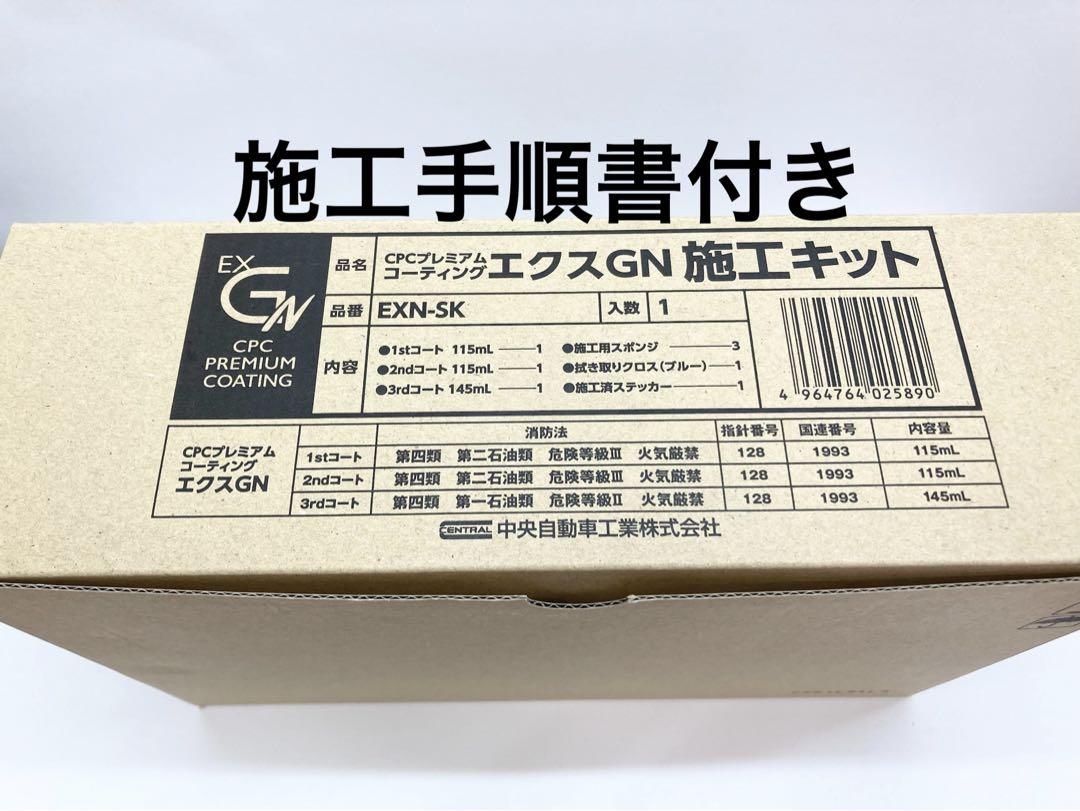 施工手順書付き
EX GN
CPC
PREMIUM
COATING
品名 CPCプレミアムコーティング エクスGN 施工キット
品番 EXN-SK 入数 1
内容
●1stコート 115mL ——1 ●施工用スポンジ ——3
●2ndコート 115mL ——1 ●拭き取りクロス(ブルー)—1
●3rdコート 145mL ——1 ●施工済ステッカー ——1
4 964764 025890
消防法 指針番号 国連番号 内容量
CPCプレミアム
コーティング
エクスGN
1stコート 第四類 第二石油類 危険等級Ⅲ 火気厳禁 128 1993 115mL
2ndコート 第四類 第二石油類 危険等級Ⅲ 火気厳禁 128 1993 115mL
3rdコート 第四類 第一石油類 危険等級Ⅱ 火気厳禁 128 1993 145mL
CENTRAL 中央自動車工業株式会社